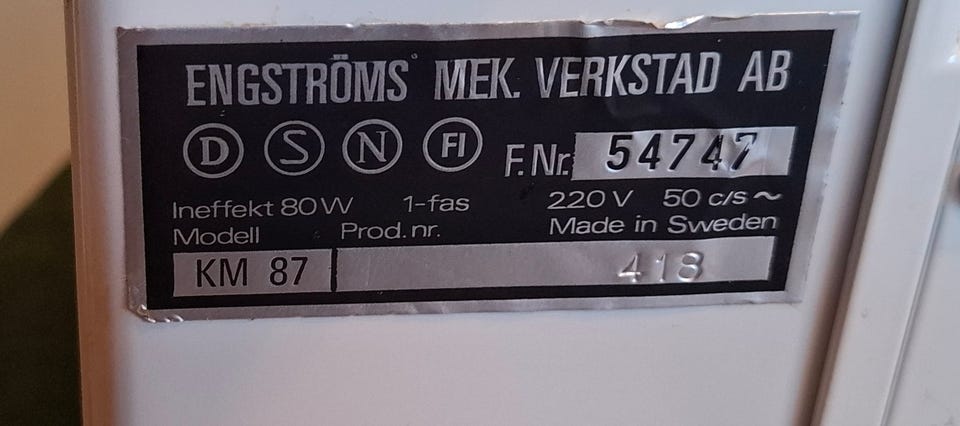 ENGSTRÖMS MEK. VERKSTAD AB
D S N FI F.Nr. 54747
Ineffekt 80W 1-fas 220 V 50 c/s ~
Modell Prod.nr. Made in Sweden
KM 87 418